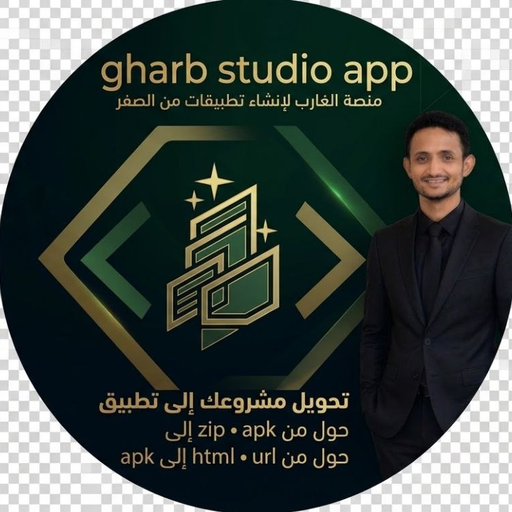 gharb studio app
منصة الغارب لإنشاء تطبيقات من الصفر
تحويل مشروعك إلى تطبيق
حول من zip • apk إلى
حول من html • url إلى apk